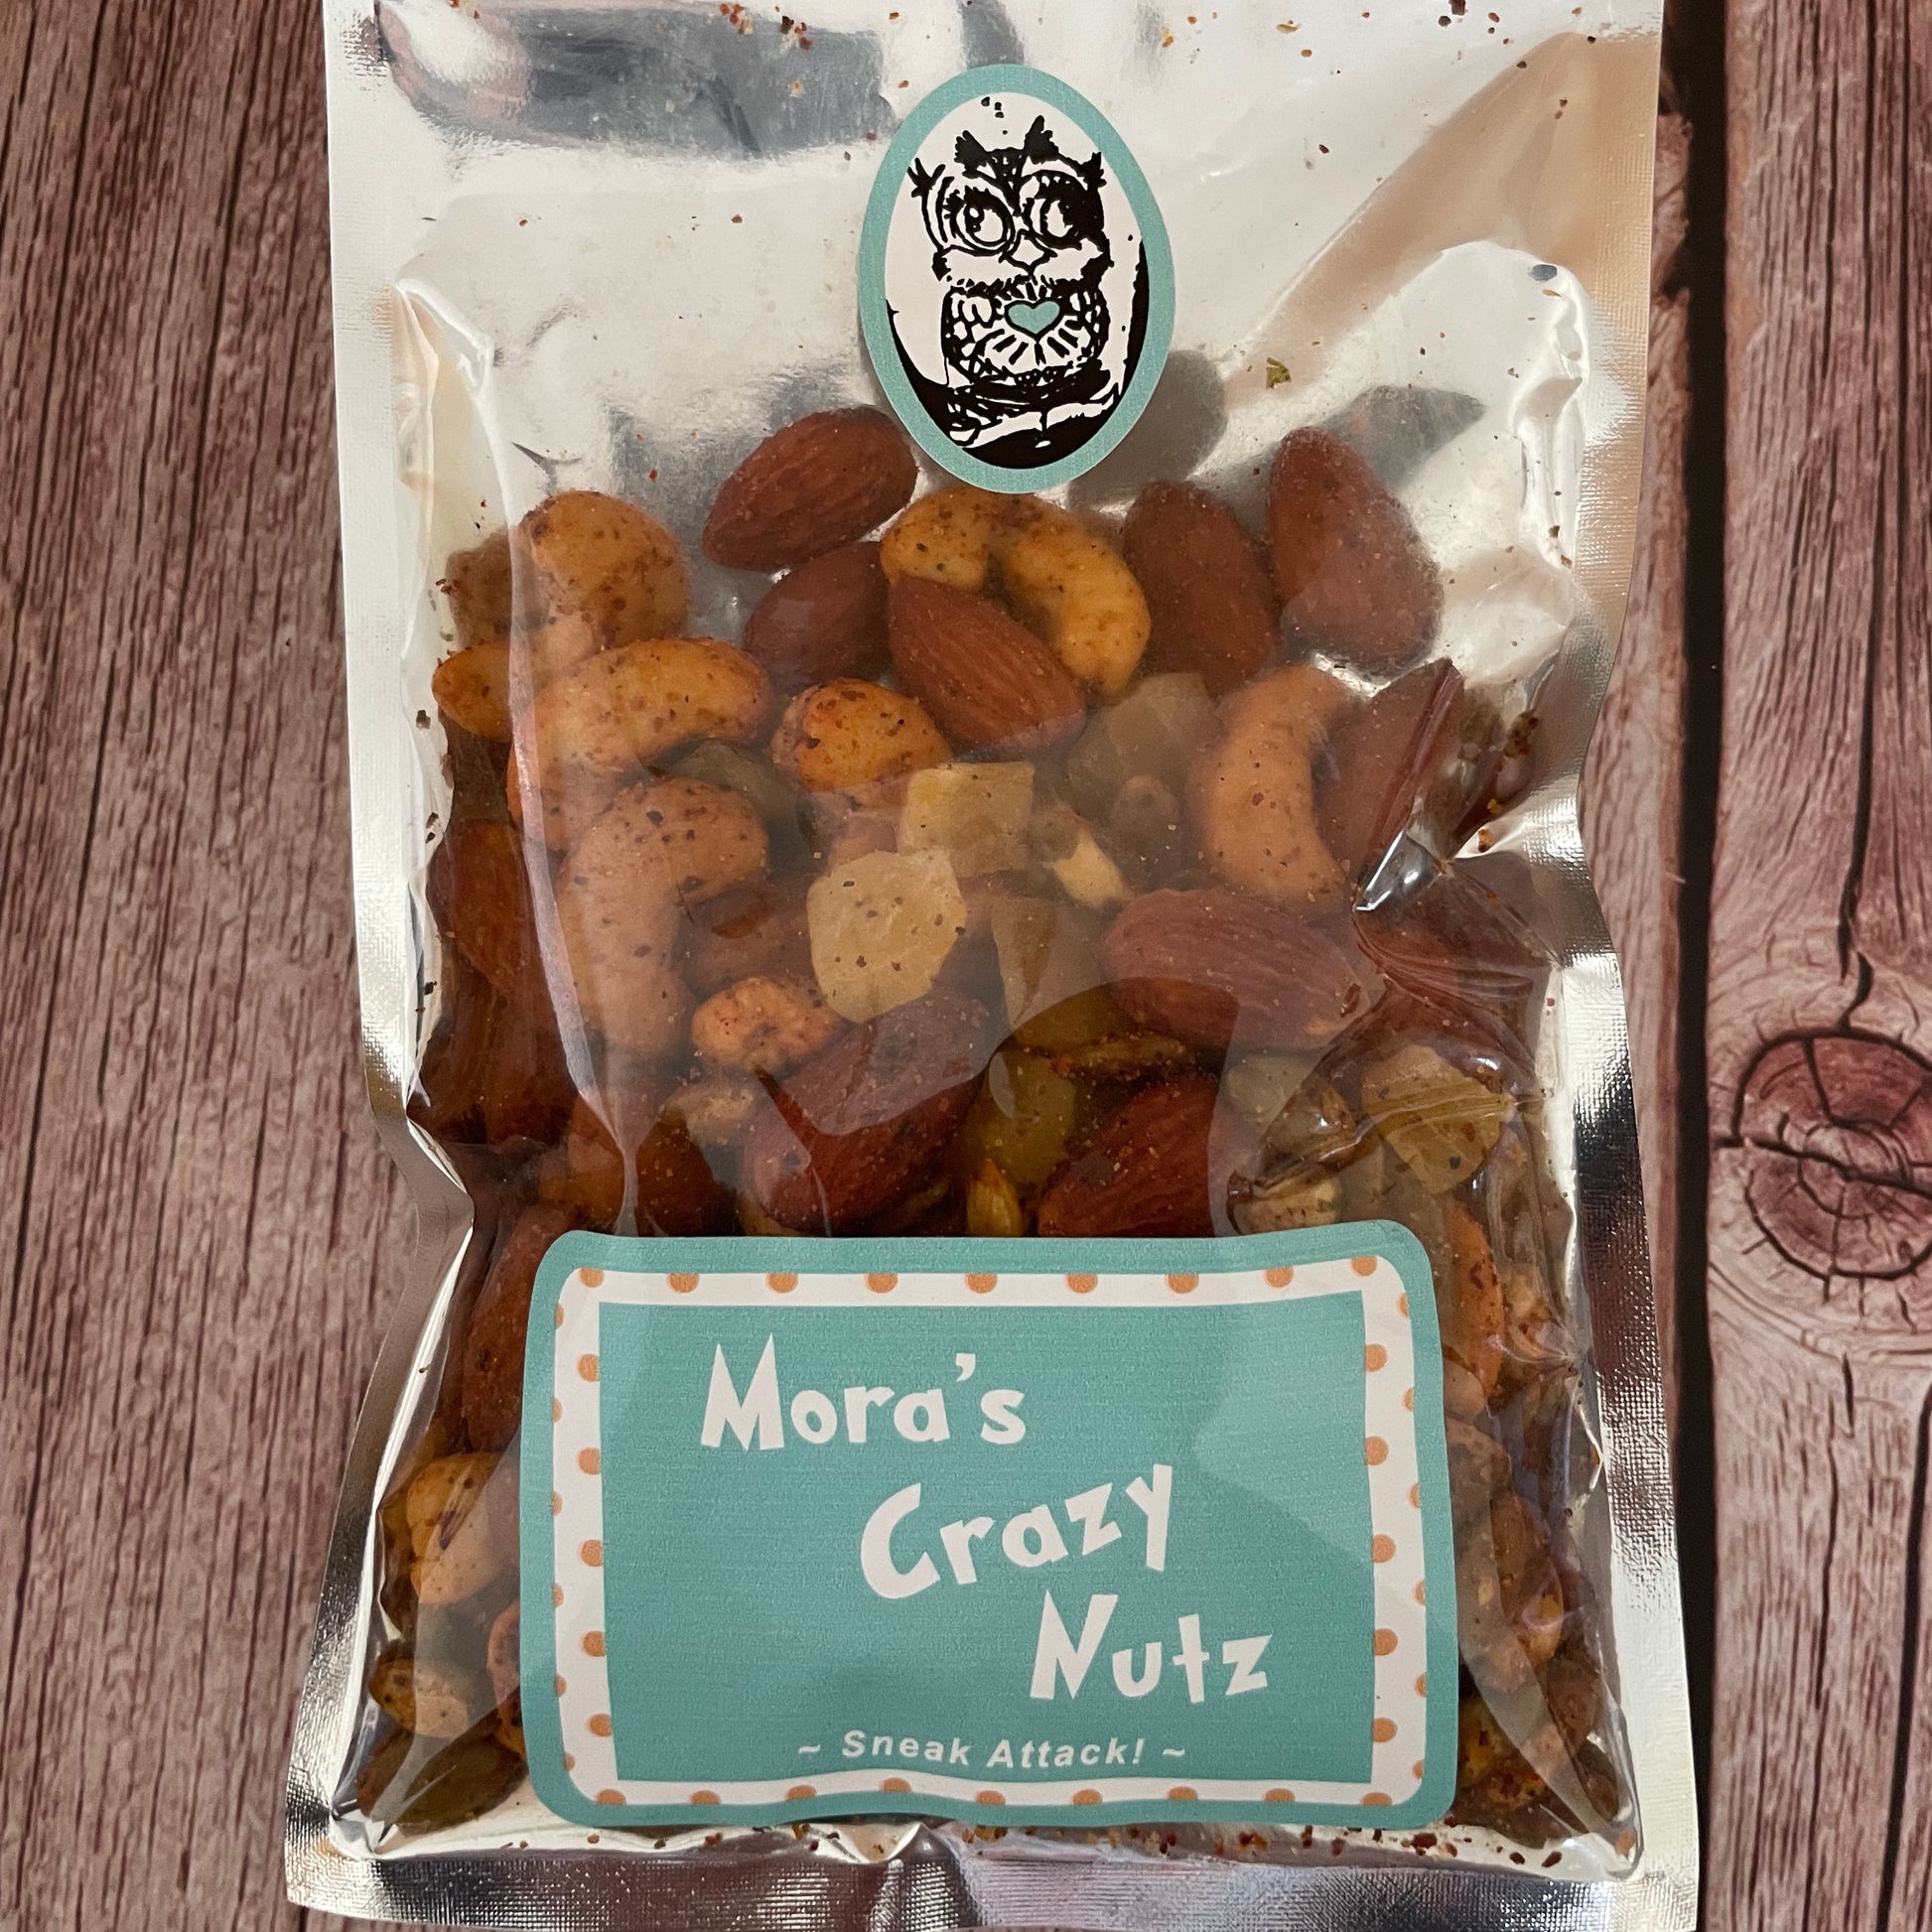 Mora's
Crazy
Nutz
~ Sneak Attack! ~